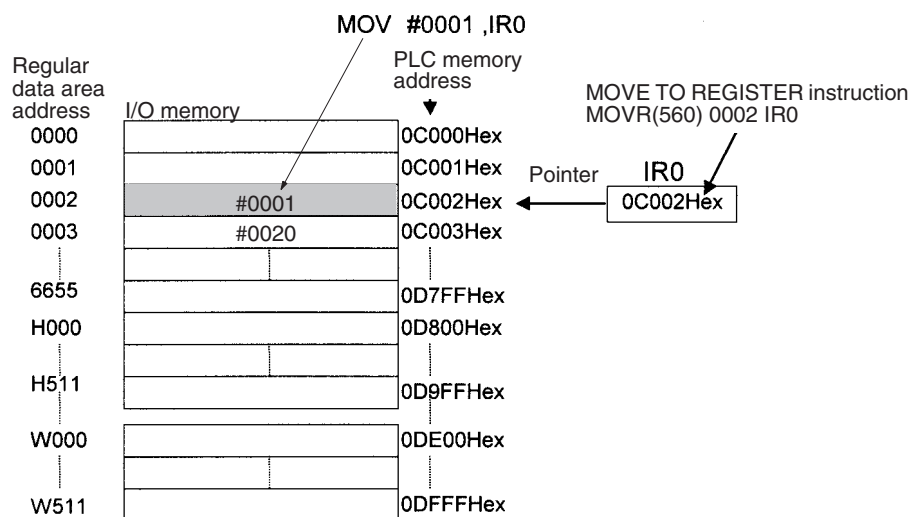 MOV #0001 ,IR0
Regular
data area
address
I/O memory
PLC memory
address
MOVE TO REGISTER instruction
MOVR(560) 0002 IR0
0000
0C000Hex
0001
0C001Hex
Pointer
IR0
0002
#0001
0C002Hex
0C002Hex
0003
#0020
0C003Hex
6655
0D7FFHex
H000
0D800Hex
H511
0D9FFHex
W000
0DE00Hex
W511
0DFFFHex